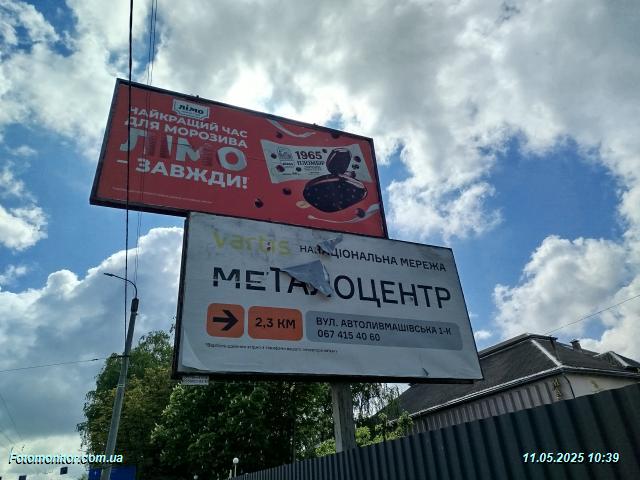 лімо
НАЙКРАЩИЙ ЧАС
ДЛЯ МОРОЗИВА
ЛІМО
—ЗАВЖДИ!
1965
ПЛОМБІР
vartis
НАЦІОНАЛЬНА МЕРЕЖА
МЕТАЛОЦЕНТР
2,3 КМ
ВУЛ. АВТОЛИВМАШІВСЬКА 1-К
067 415 40 60
Fotomonitor.com.ua
11.05.2025 10:39